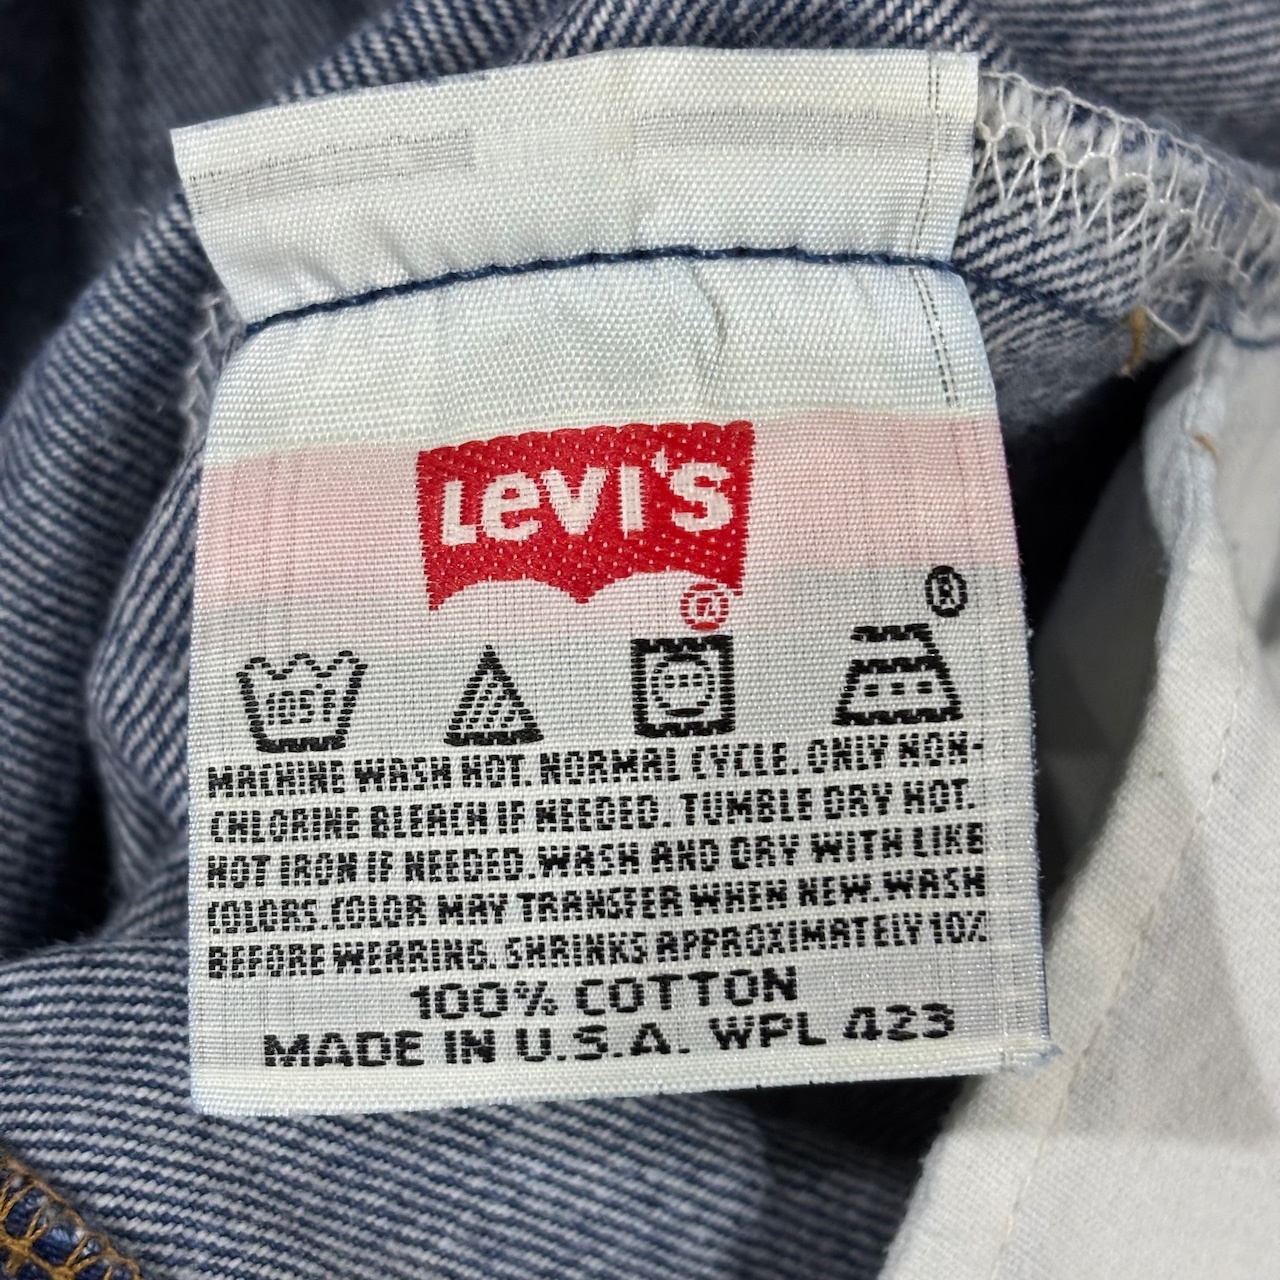 LEVI'S
®
®
105°F
MACHINE WASH HOT. NORMAL CYCLE. ONLY NON-
CHLORINE BLEACH IF NEEDED. TUMBLE DRY HOT.
HOT IRON IF NEEDED. WASH AND DRY WITH LIKE
COLORS. COLOR MAY TRANSFER WHEN NEW. WASH
BEFORE WEARING. SHRINKS APPROXIMATELY 10%
100% COTTON
MADE IN U.S.A. WPL 423